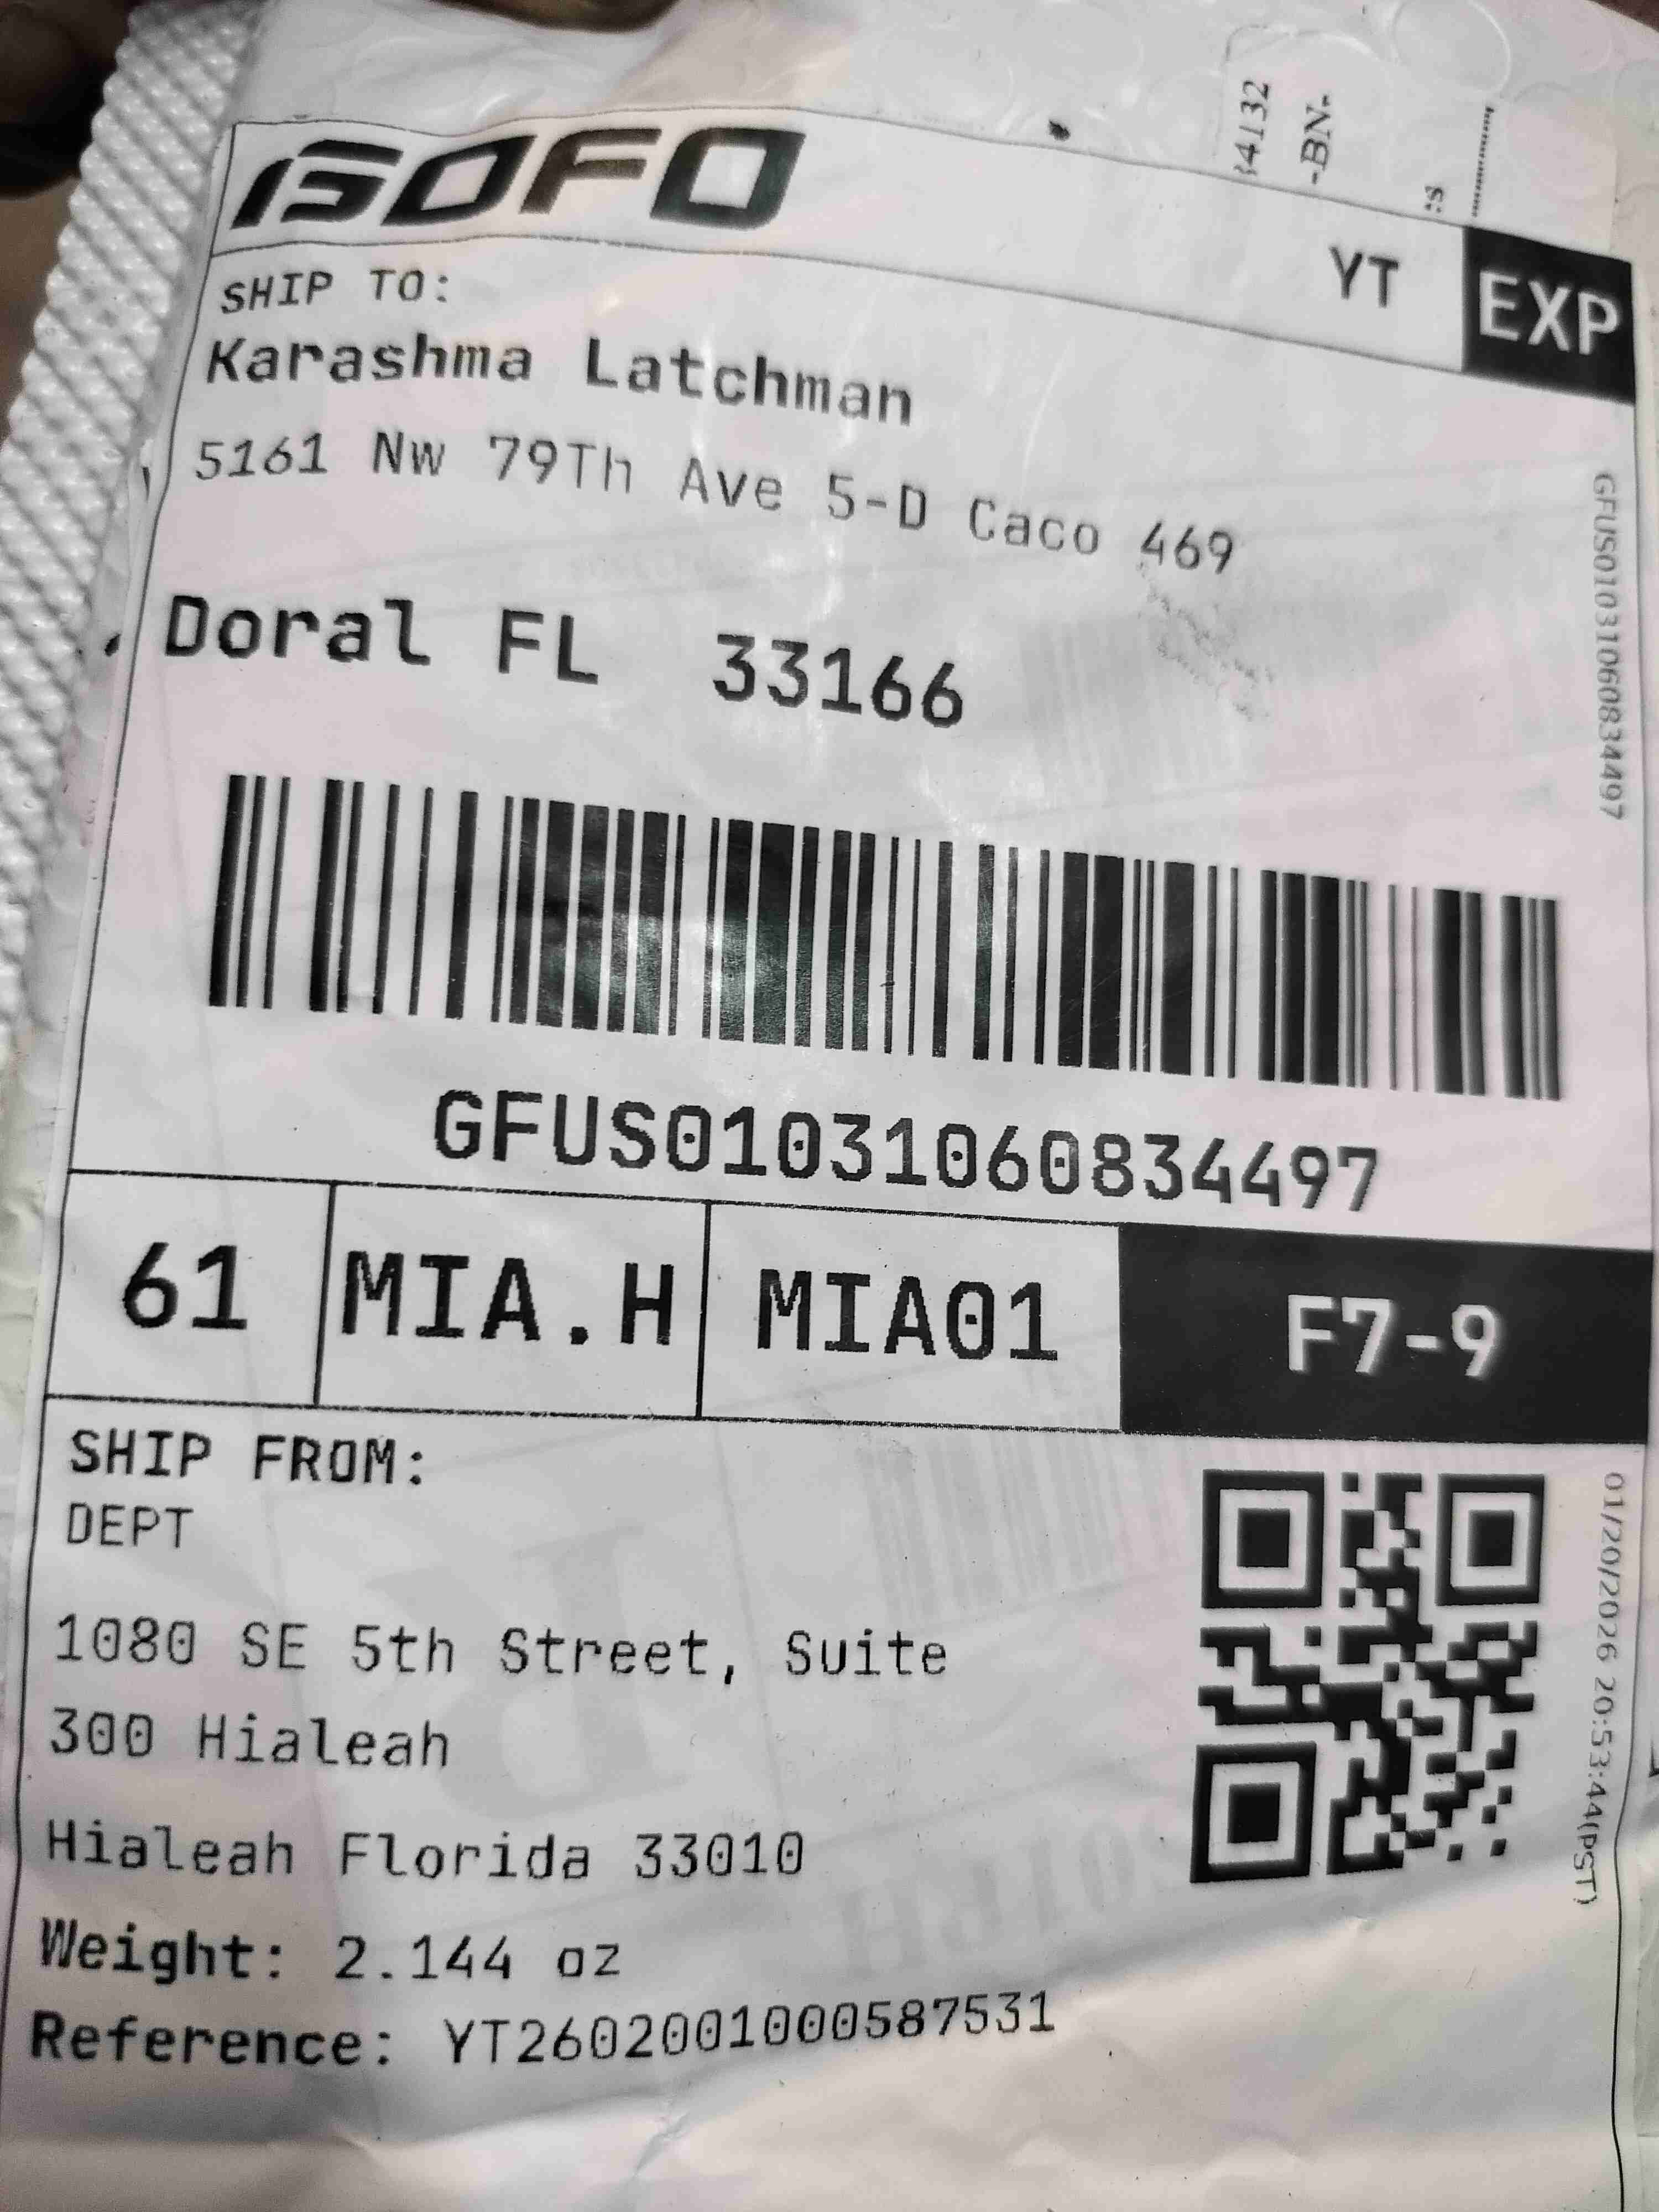 GOFO
YT
EXP
SHIP TO:
Karashma Latchman
5161 Nw 79Th Ave 5-D Caco 469
Doral FL 33166
GFUS01031060834497
GFUS01031060834497
61
MIA.H
MIA01
F7-9
SHIP FROM:
DEPT
1080 SE 5th Street, Suite
300 Hialeah
Hialeah Florida 33010
Weight: 2.144 oz
Reference: YT2602001000587531
01/20/2026 20:53:44(PST)
4132
-BN-